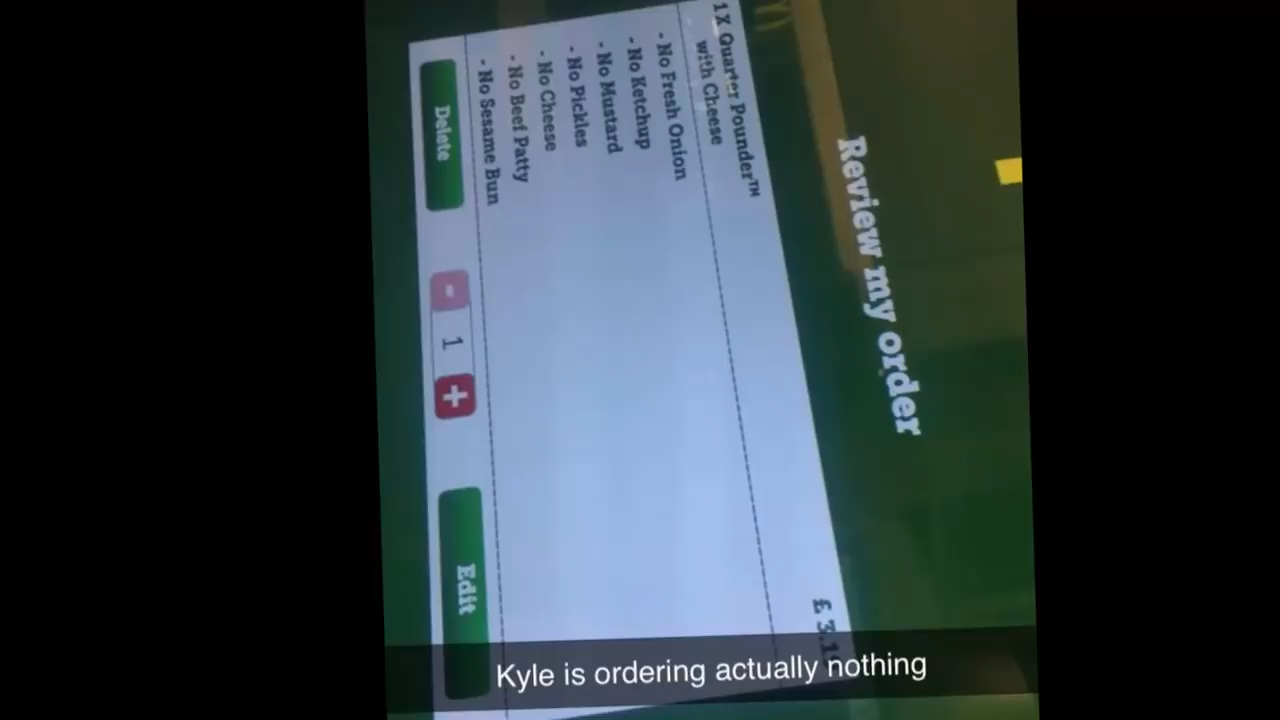 Review my order
1X Quarter Pounder™
with Cheese
- No Fresh Onion
- No Ketchup
- No Mustard
- No Pickles
- No Cheese
- No Beef Patty
- No Sesame Bun
Delete
-
1
+
Edit
Kyle is ordering actually nothing